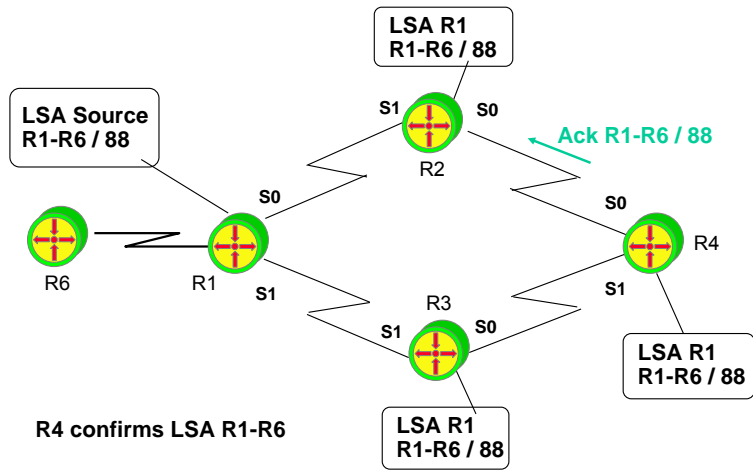 LSA R1
R1-R6 / 88
LSA Source
R1-R6 / 88
S1
S0
Ack R1-R6 / 88
R2
S0
S0
R6
R1
R4
S1
R3
S1
S1
S0
LSA R1
R1-R6 / 88
R4 confirms LSA R1-R6
LSA R1
R1-R6 / 88